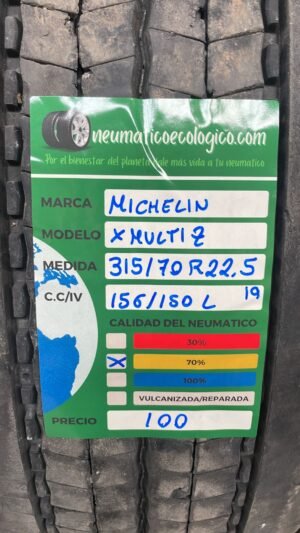 neumaticoecologico.com
Por el bienestar del planeta dale más vida a tu neumatico
MARCA MICHELIN
MODELO X MULTI Z
MEDIDA 315/70 R22.5
C.C/IV 156/150 L 19
CALIDAD DEL NEUMATICO
30%
X 70%
100%
VULCANIZADA/REPARADA
PRECIO 100